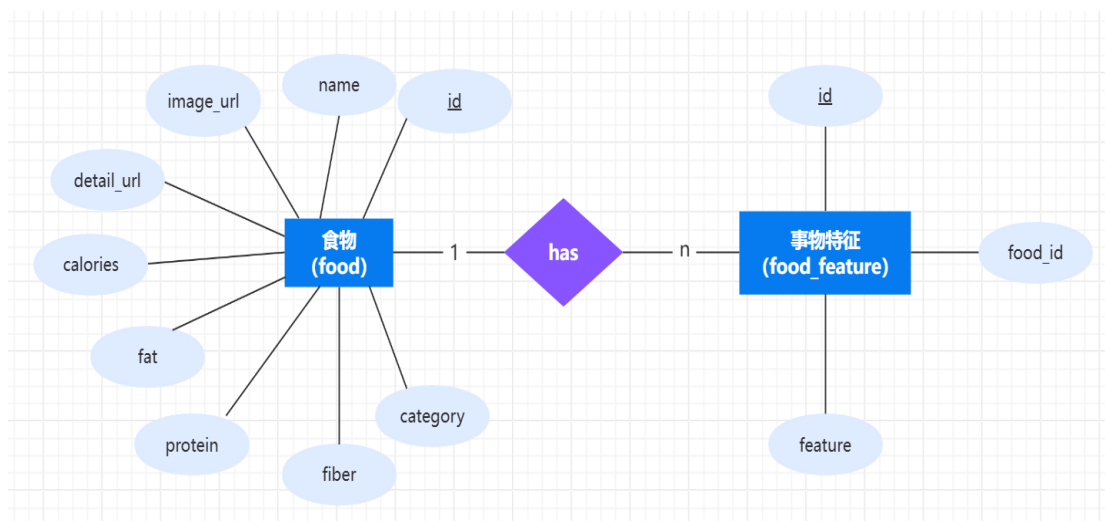 name
id
image_url
detail_url
calories
fat
protein
fiber
category
食物
(food)
1
has
n
事物特征
(food_feature)
id
food_id
feature